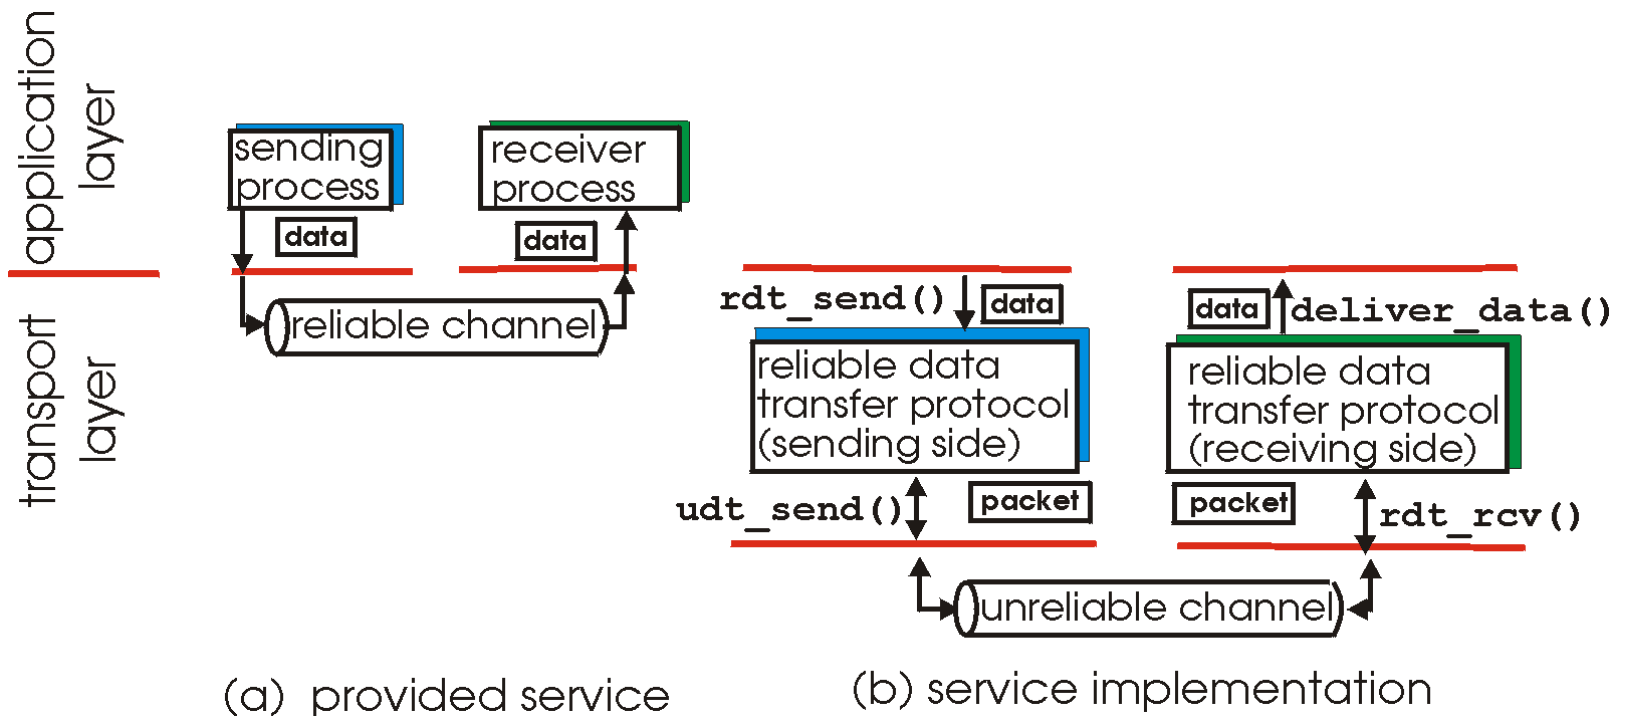 application
layer
transport
layer
sending
process
data
receiver
process
data
reliable channel
(a) provided service
rdt_send()
data
reliable data
transfer protocol
(sending side)
udt_send()
packet
data
deliver_data()
reliable data
transfer protocol
(receiving side)
packet
rdt_rcv()
unreliable channel
(b) service implementation